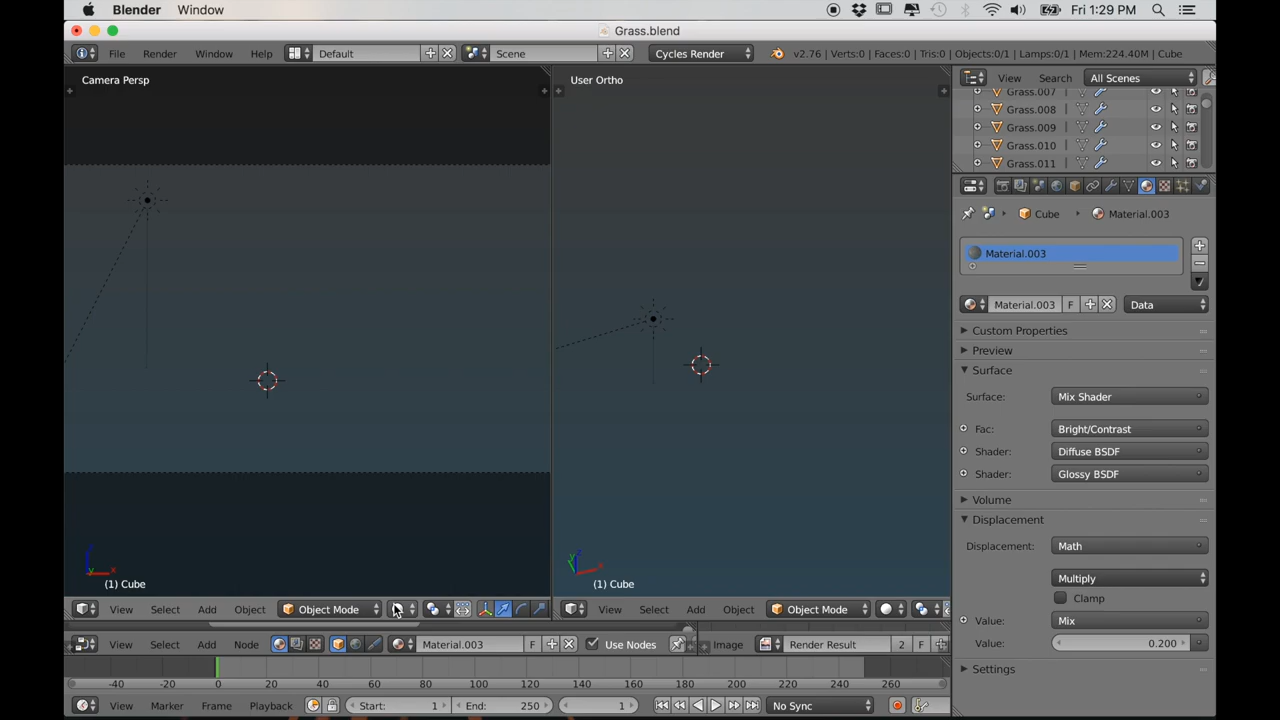 Blender Window Fri 1:29 PM
Grass.blend
File Render Window Help Default Scene Cycles Render v2.76 | Verts:0 | Faces:0 | Tris:0 | Objects:0/1 | Lamps:0/1 | Mem:224.40M | Cube
Camera Persp
User Ortho
View Search All Scenes
Grass.007
Grass.008
Grass.009
Grass.010
Grass.011
Cube Material.003
Material.003
Material.003 F Data
Custom Properties
Preview
Surface
Surface: Mix Shader
Fac: Bright/Contrast
Shader: Diffuse BSDF
Shader: Glossy BSDF
Volume
Displacement
Displacement: Math
Multiply
Clamp
Value: Mix
Value: 0.200
Settings
(1) Cube
(1) Cube
View Select Add Object Object Mode
View Select Add Object Object Mode
View Select Add Node Material.003 F Use Nodes
Image Render Result 2 F
-40 -20 0 20 40 60 80 100 120 140 160 180 200 220 240 260 280
View Marker Frame Playback Start: 1 End: 250 1 No Sync